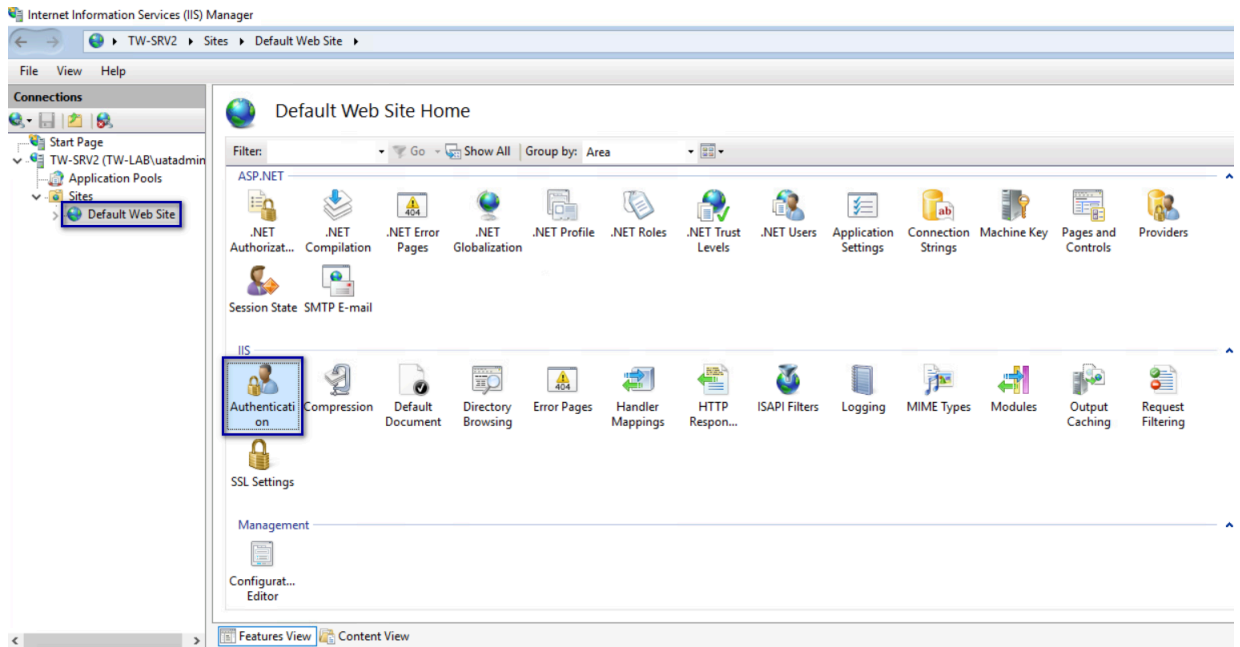 Internet Information Services (IIS) Manager
TW-SRV2 Sites Default Web Site
File View Help
Connections
Start Page
TW-SRV2 (TW-LAB\uatadmin
Application Pools
Sites
Default Web Site
Default Web Site Home
Filter: Go Show All Group by: Area
ASP.NET
.NET Authorizat...
.NET Compilation
.NET Error Pages
.NET Globalization
.NET Profile
.NET Roles
.NET Trust Levels
.NET Users
Application Settings
ab
Connection Strings
Machine Key
Pages and Controls
Providers
404
Session State
SMTP E-mail
IIS
Authenticati
on
Compression
Default Document
Directory Browsing
404
Error Pages
Handler Mappings
HTTP Respon...
ISAPI Filters
Logging
MIME Types
Modules
Output Caching
Request Filtering
SSL Settings
Management
Configurat...
Editor
Features View Content View